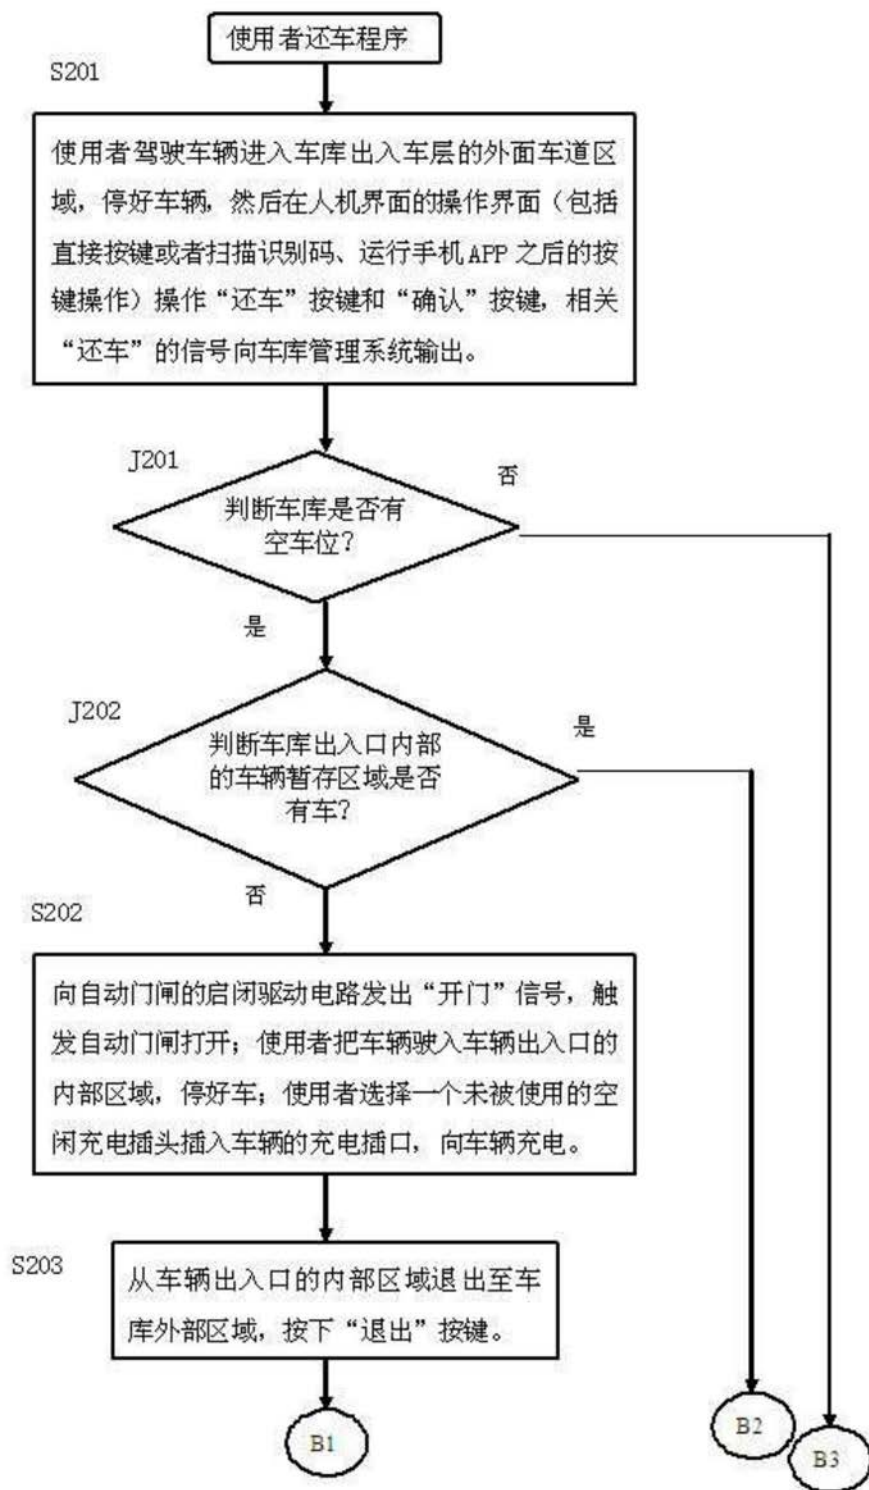 使用者还车程序
S201
使用者驾驶车辆进入车库出入车层的外面车道区
域，停好车辆，然后在人机界面的操作界面（包括
直接按键或者扫描识别码、运行手机APP之后的按
键操作）操作“还车”按键和“确认”按键，相关
“还车”的信号向车库管理系统输出。
J201
否
判断车库是否有
空车位？
是
J202
是
判断车库出入口内部
的车辆暂存区域是否
有车？
否
S202
向自动门闸的启闭驱动电路发出“开门”信号，触
发自动门闸打开；使用者把车辆驶入车辆出入口的
内部区域，停好车；使用者选择一个未被使用的空
闲充电插头插入车辆的充电插口，向车辆充电。
S203
从车辆出入口的内部区域退出至车
库外部区域，按下“退出”按键。
B1
B2
B3